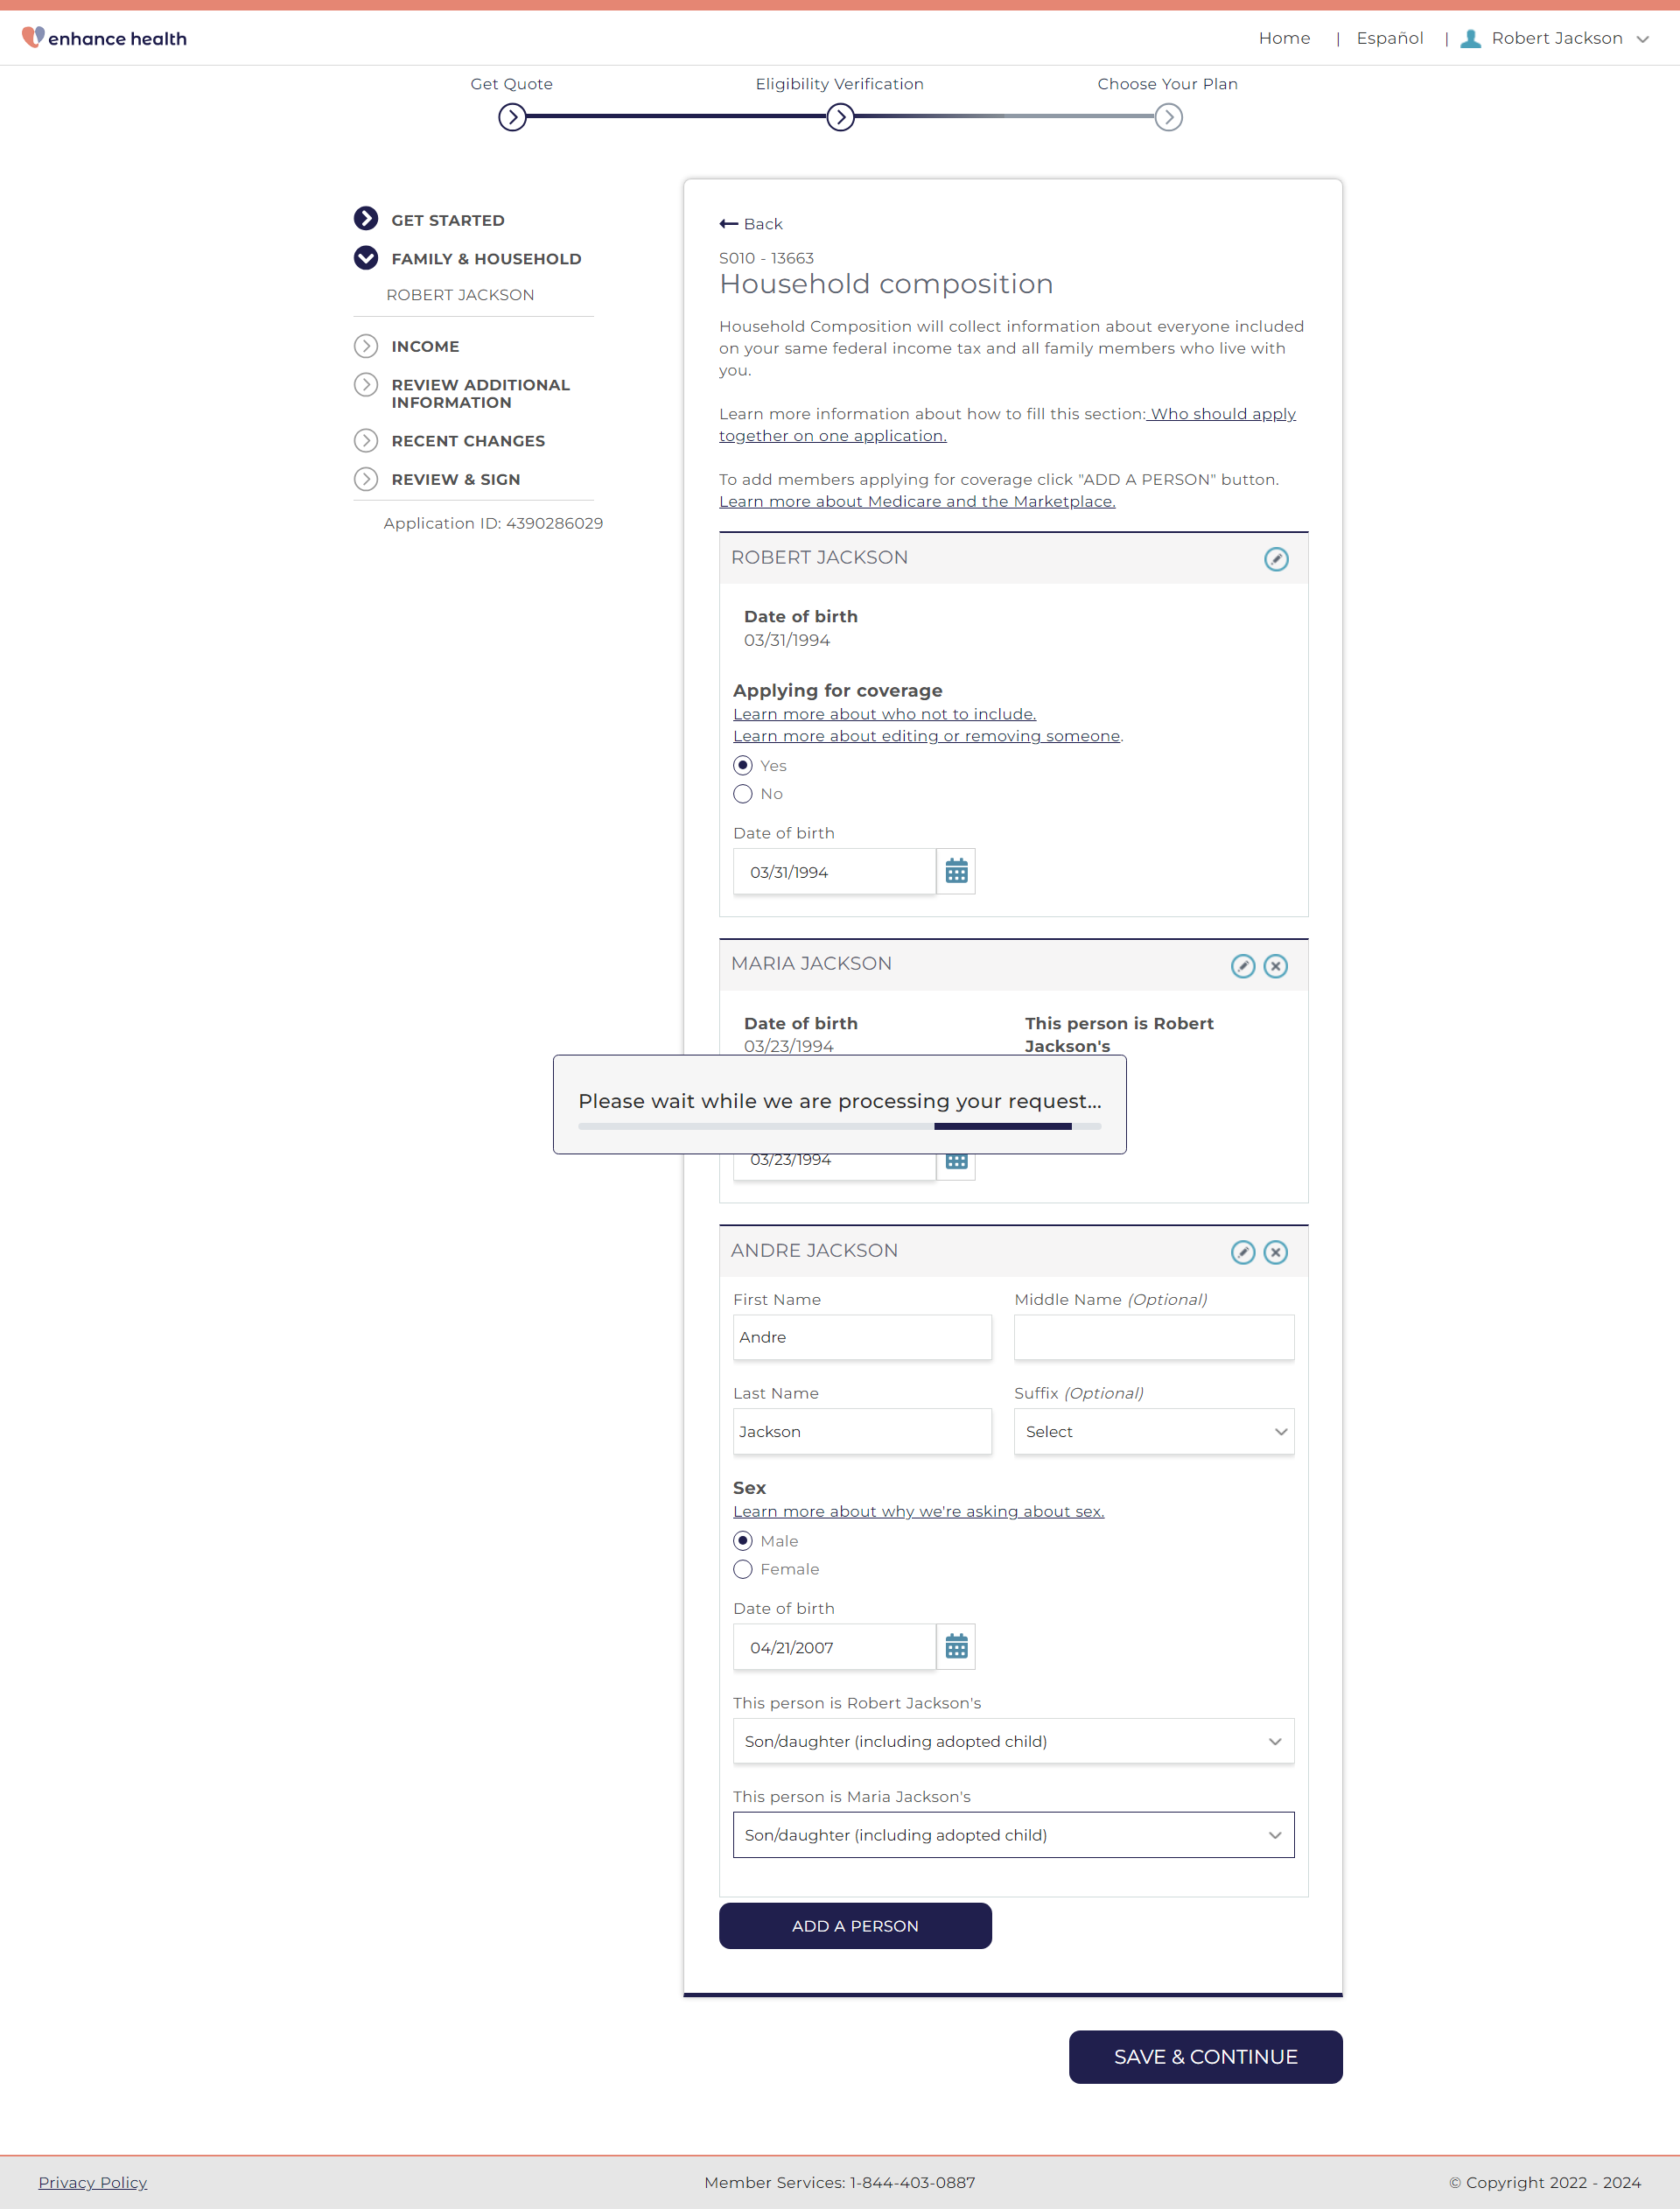 enhance health
Home | Español | Robert Jackson
Get Quote
Eligibility Verification
Choose Your Plan
GET STARTED
FAMILY & HOUSEHOLD
ROBERT JACKSON
INCOME
REVIEW ADDITIONAL
INFORMATION
RECENT CHANGES
REVIEW & SIGN
Application ID: 4390286029
Back
S010 - 13663
Household composition
Household Composition will collect information about everyone included
on your same federal income tax and all family members who live with
you.
Learn more information about how to fill this section: Who should apply
together on one application.
To add members applying for coverage click "ADD A PERSON" button.
Learn more about Medicare and the Marketplace.
ROBERT JACKSON
Date of birth
03/31/1994
Applying for coverage
Learn more about who not to include.
Learn more about editing or removing someone.
Yes
No
Date of birth
03/31/1994
MARIA JACKSON
Date of birth
03/23/1994
This person is Robert
Jackson's
Please wait while we are processing your request...
03/23/1994
ANDRE JACKSON
First Name
Andre
Middle Name (Optional)
Last Name
Jackson
Suffix (Optional)
Select
Sex
Learn more about why we're asking about sex.
Male
Female
Date of birth
04/21/2007
This person is Robert Jackson's
Son/daughter (including adopted child)
This person is Maria Jackson's
Son/daughter (including adopted child)
ADD A PERSON
SAVE & CONTINUE
Privacy Policy
Member Services: 1-844-403-0887
© Copyright 2022 - 2024